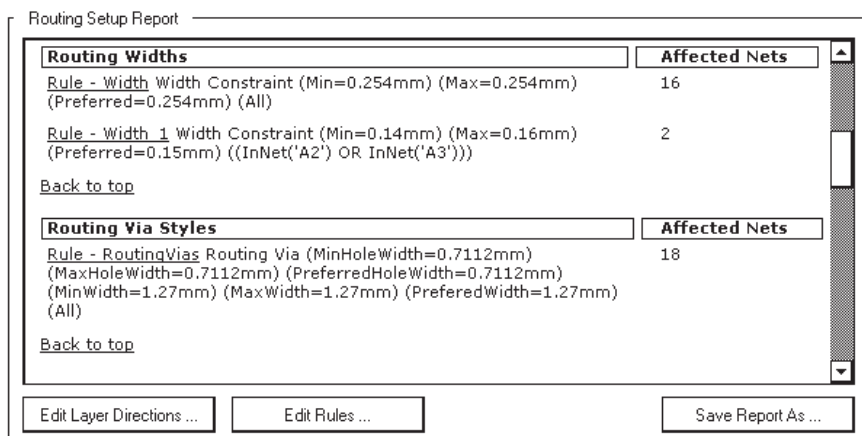 Routing Setup Report
Routing Widths Affected Nets
Rule - Width Width Constraint (Min=0.254mm) (Max=0.254mm) 16
(Preferred=0.254mm) (All)
Rule - Width_1 Width Constraint (Min=0.14mm) (Max=0.16mm) 2
(Preferred=0.15mm) ((InNet('A2') OR InNet('A3')))
Back to top
Routing Via Styles Affected Nets
Rule - RoutingVias Routing Via (MinHoleWidth=0.7112mm) 18
(MaxHoleWidth=0.7112mm) (PreferredHoleWidth=0.7112mm)
(MinWidth=1.27mm) (MaxWidth=1.27mm) (PreferedWidth=1.27mm)
(All)
Back to top
Edit Layer Directions ... Edit Rules ... Save Report As ...